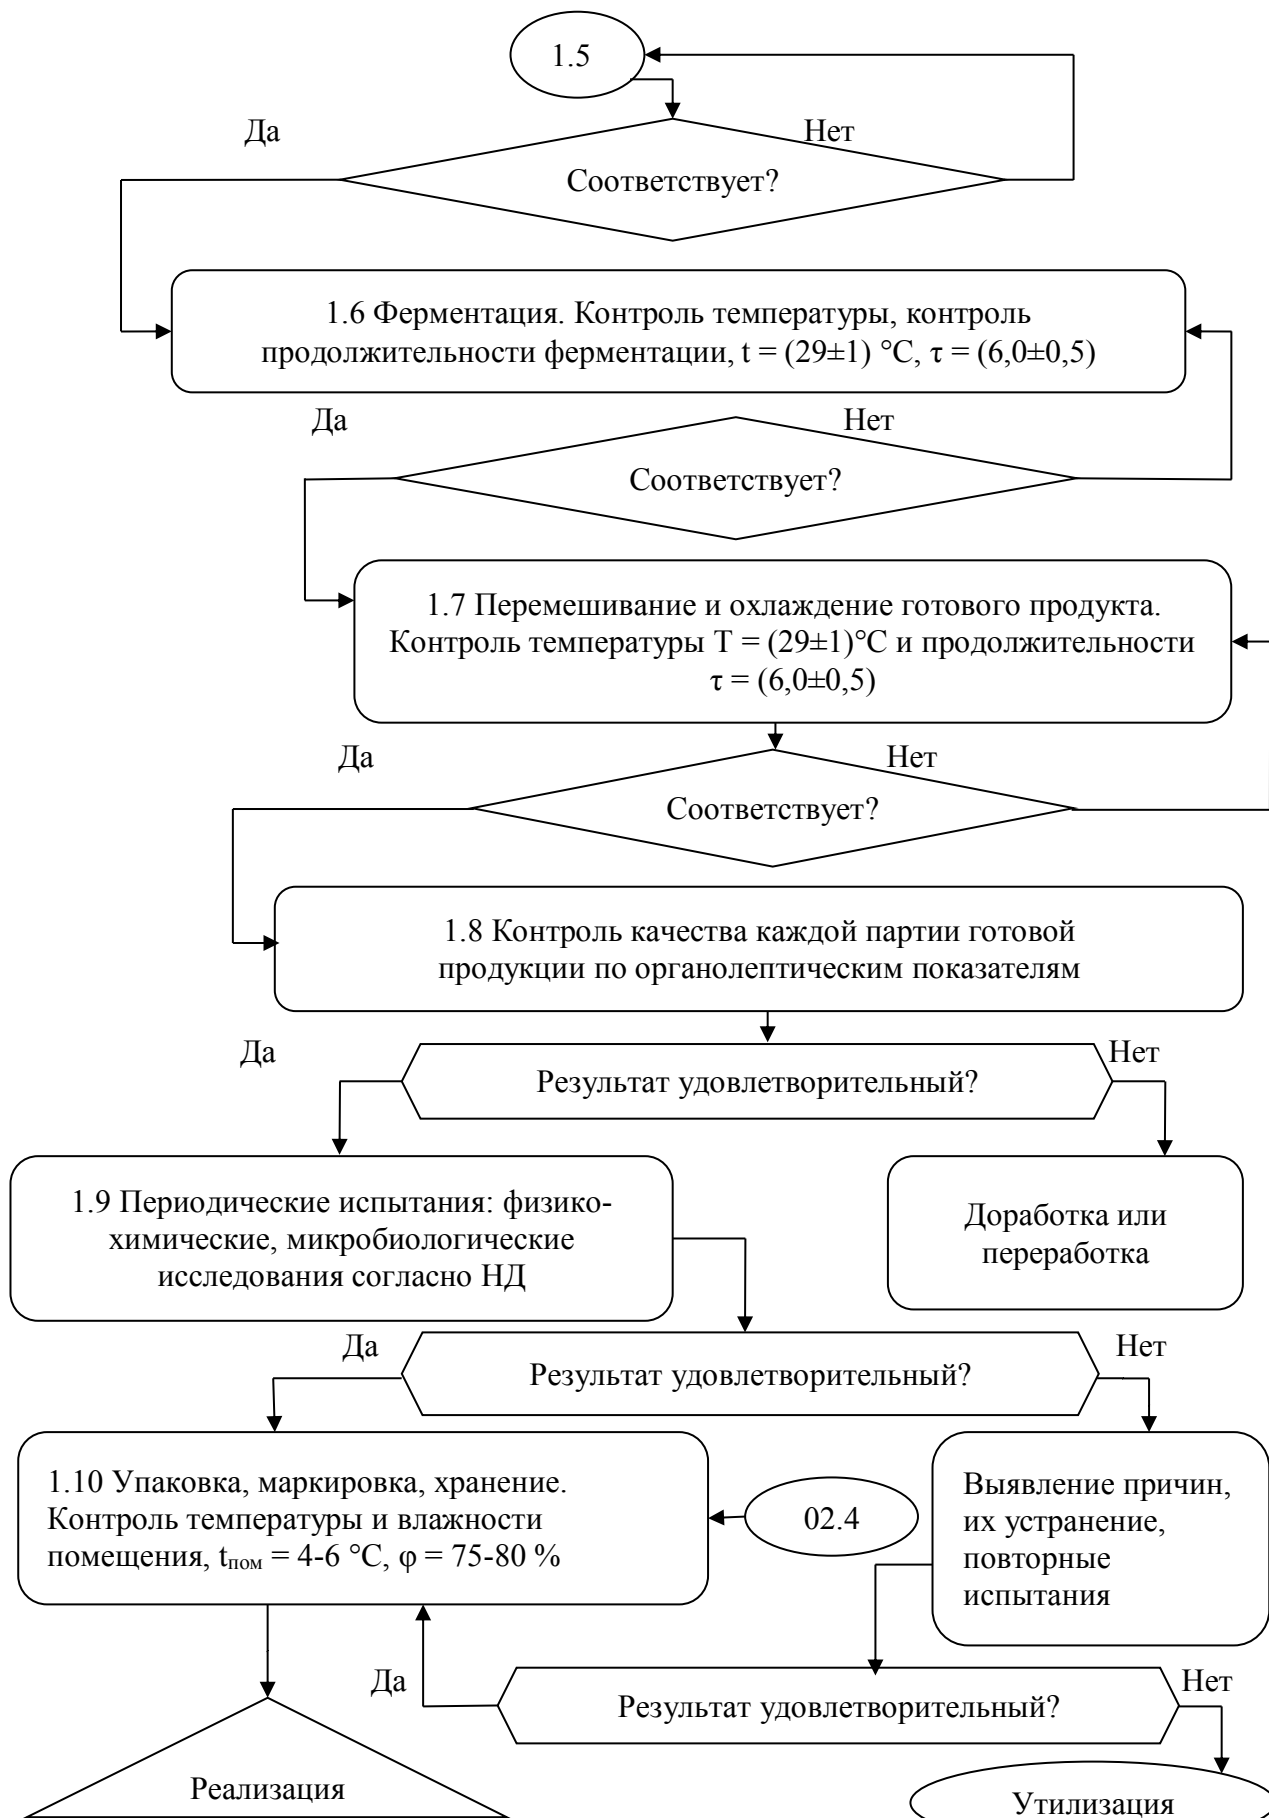 1.5
Да
Нет
Соответствует?
1.6 Ферментация. Контроль температуры, контроль
продолжительности ферментации, t = (29±1) °C, τ = (6,0±0,5)
Да
Нет
Соответствует?
1.7 Перемешивание и охлаждение готового продукта.
Контроль температуры T = (29±1)°C и продолжительности
τ = (6,0±0,5)
Да
Нет
Соответствует?
1.8 Контроль качества каждой партии готовой
продукции по органолептическим показателям
Да
Нет
Результат удовлетворительный?
1.9 Периодические испытания: физико-
химические, микробиологические
исследования согласно НД
Доработка или
переработка
Да
Нет
Результат удовлетворительный?
1.10 Упаковка, маркировка, хранение.
Контроль температуры и влажности
помещения, tпом = 4-6 °C, φ = 75-80 %
02.4
Выявление причин,
их устранение,
повторные
испытания
Да
Нет
Результат удовлетворительный?
Реализация
Утилизация